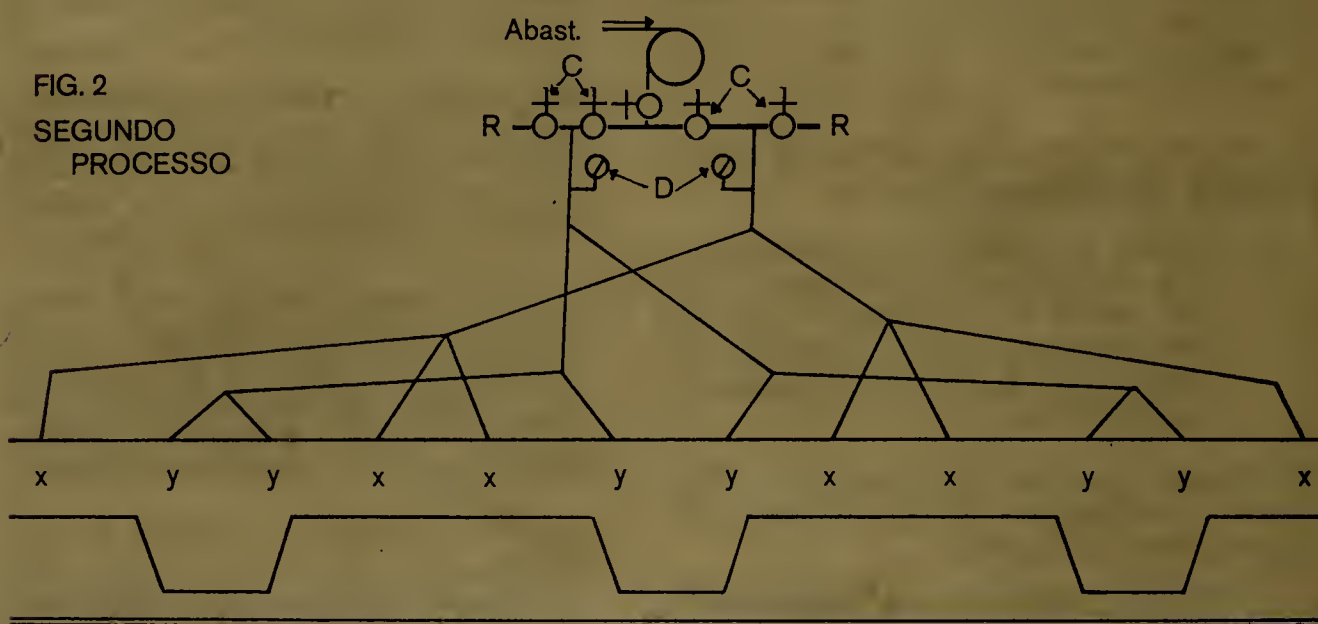 Abast.
C
C
FIG. 2
SEGUNDO
PROCESSO
R
R
D
x y y x x y y x x y y x